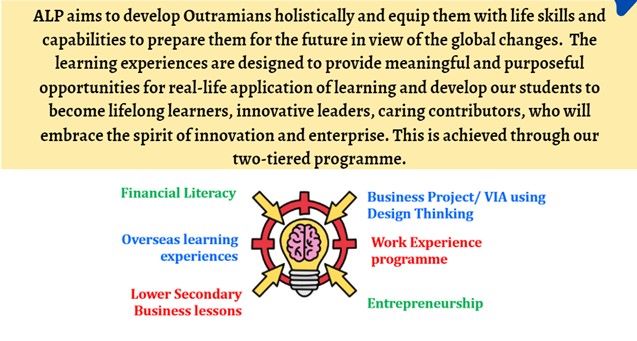 ALP aims to develop Outramians holistically and equip them with life skills and
capabilities to prepare them for the future in view of the global changes. The
learning experiences are designed to provide meaningful and purposeful
opportunities for real-life application of learning and develop our students to
become lifelong learners, innovative leaders, caring contributors, who will
embrace the spirit of innovation and enterprise. This is achieved through our
two-tiered programme.
Financial Literacy
Business Project/ VIA using
Design Thinking
Overseas learning
experiences
Work Experience
programme
Lower Secondary
Business lessons
Entrepreneurship